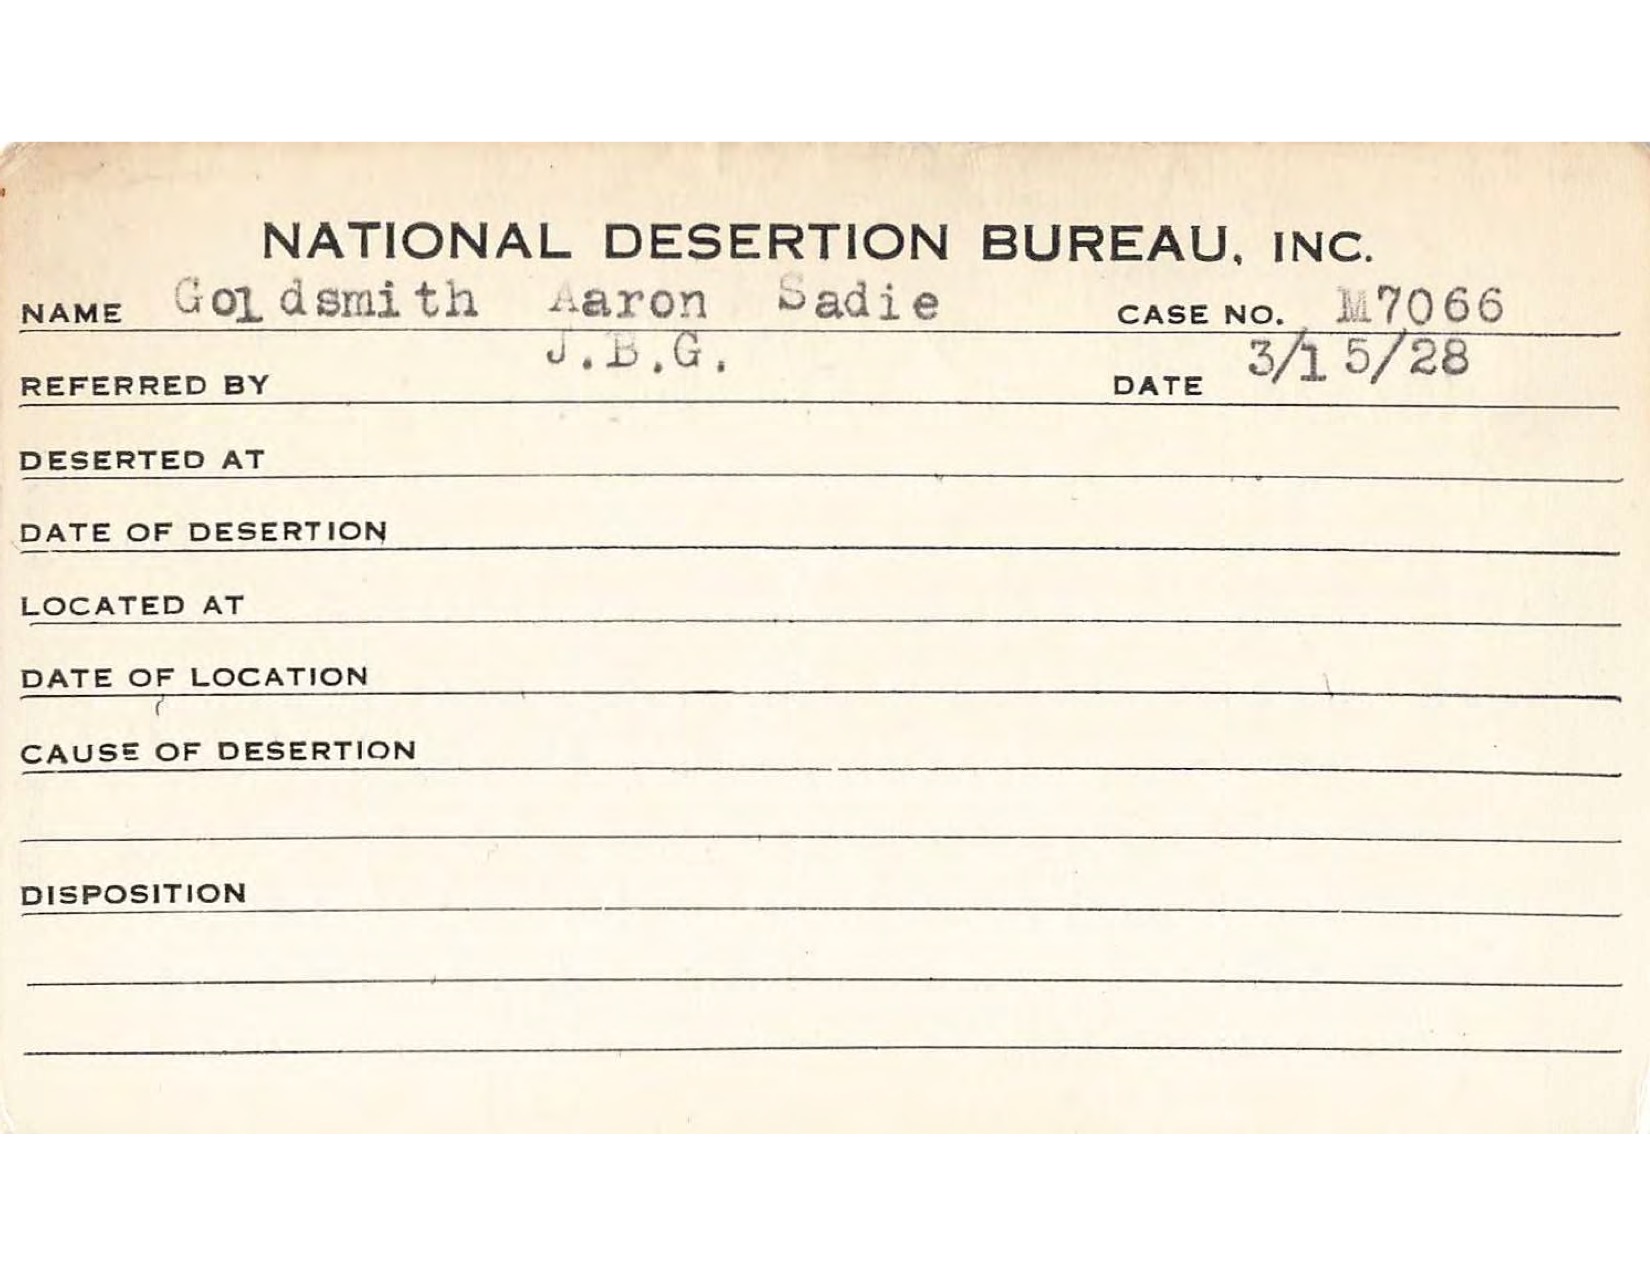 NATIONAL DESERTION BUREAU, INC.
NAME Goldsmith Aaron Sadie CASE NO. M7066
REFERRED BY J.B.G. DATE 3/15/28
DESERTED AT
DATE OF DESERTION
LOCATED AT
DATE OF LOCATION
CAUSE OF DESERTION
DISPOSITION